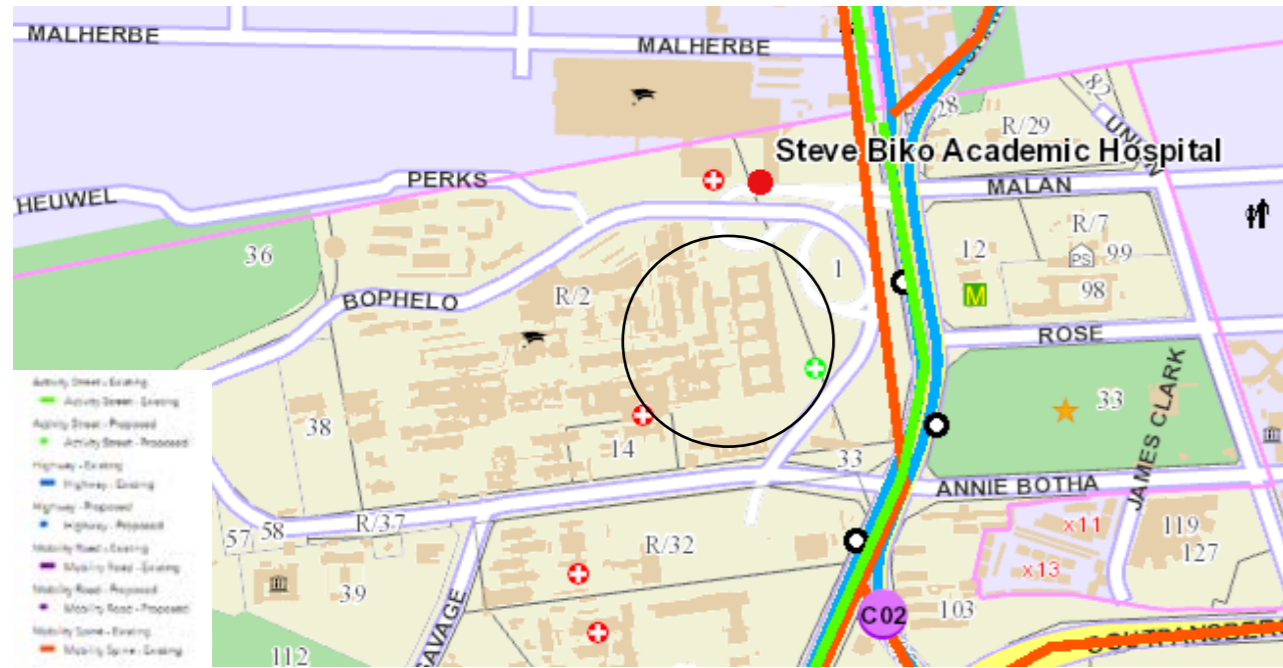 MALHERBE
MALHERBE
28
82
R/29
UNION
Steve Biko Academic Hospital
PERKS
MALAN
HEUWEL
R/7
36
1
12
PS
99
R/2
98
BOPHELO
M
ROSE
Activity Street - Existing
Activity Street - Existing
Activity Street - Proposed
Activity Street - Proposed
Highway - Existing
Highway - Existing
Highway - Proposed
Highway - Proposed
Mobility Road - Existing
Mobility Road - Existing
Mobility Road - Proposed
Mobility Road - Proposed
Mobility Spine - Existing
Mobility Spine - Existing
JAMES CLARK
33
38
14
33
ANNIE BOTHA
R/37
57
58
x11
119
R/32
127
x13
39
SAVAGE
C02
103
112